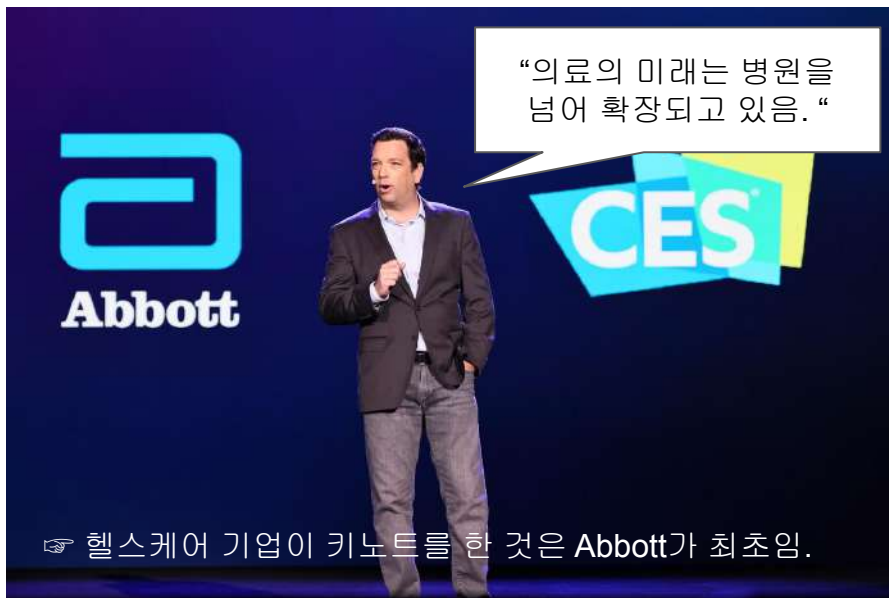 “의료의 미래는 병원을
넘어 확장되고 있음. “
Abbott
CES
☞ 헬스케어 기업이 키노트를 한 것은 Abbott가 최초임.